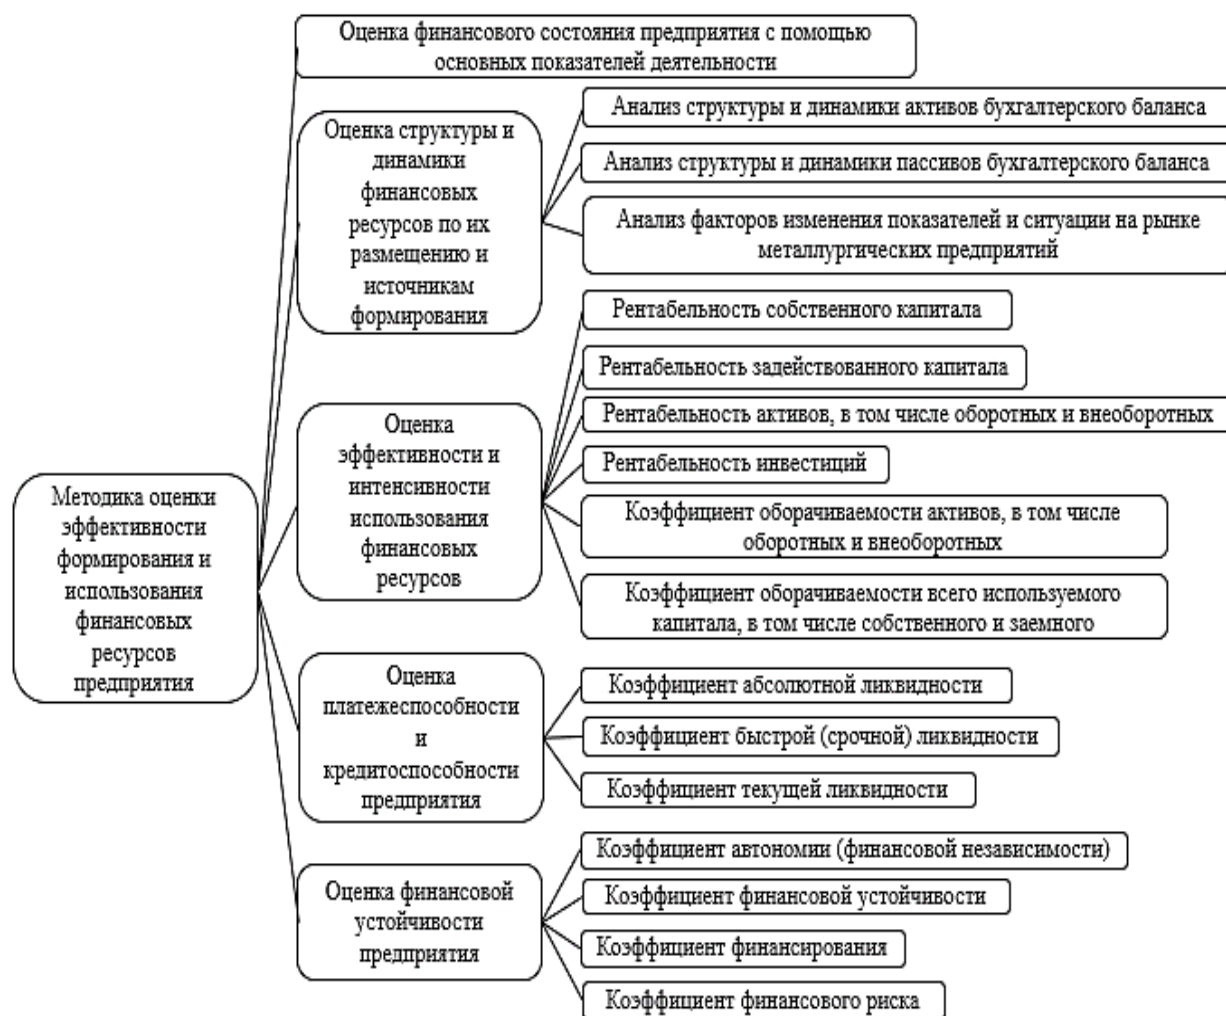 Методика оценки
эффективности
формирования и
использования
финансовых
ресурсов
предприятия
Оценка финансового состояния предприятия с помощью
основных показателей деятельности
Оценка структуры и
динамики
финансовых
ресурсов по их
размещению и
источникам
формирования
Анализ структуры и динамики активов бухгалтерского баланса
Анализ структуры и динамики пассивов бухгалтерского баланса
Анализ факторов изменения показателей и ситуации на рынке
металлургических предприятий
Оценка
эффективности и
интенсивности
использования
финансовых
ресурсов
Рентабельность собственного капитала
Рентабельность задействованного капитала
Рентабельность активов, в том числе оборотных и внеоборотных
Рентабельность инвестиций
Коэффициент оборачиваемости активов, в том числе
оборотных и внеоборотных
Коэффициент оборачиваемости всего используемого
капитала, в том числе собственного и заемного
Оценка
платежеспособности
и
кредитоспособности
предприятия
Коэффициент абсолютной ликвидности
Коэффициент быстрой (срочной) ликвидности
Коэффициент текущей ликвидности
Оценка финансовой
устойчивости
предприятия
Коэффициент автономии (финансовой независимости)
Коэффициент финансовой устойчивости
Коэффициент финансирования
Коэффициент финансового риска